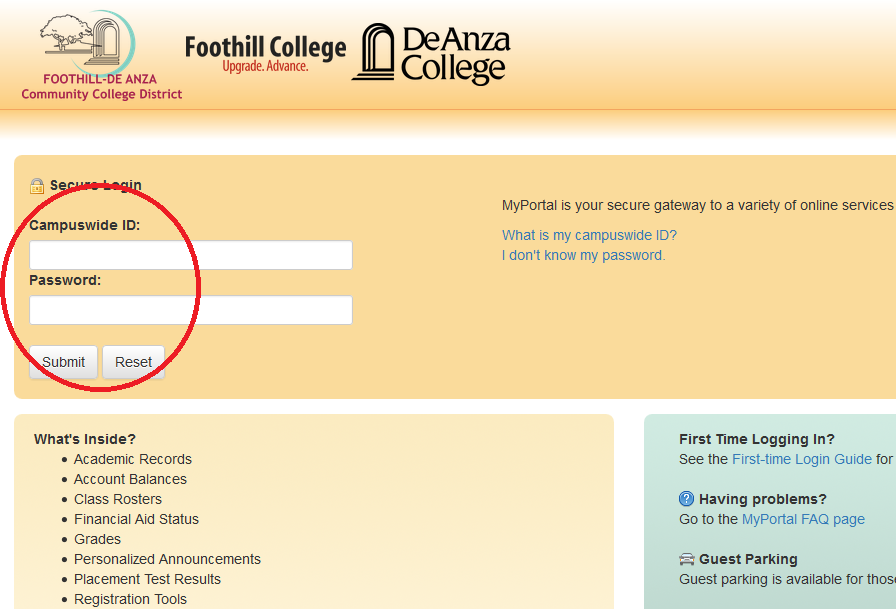 FOOTHILL-DE ANZA
Community College District
Foothill College
Upgrade. Advance.
DeAnza
College
Secure Login
Campuswide ID:
Password:
Submit Reset
MyPortal is your secure gateway to a variety of online services
What is my campuswide ID?
I don't know my password.
What's Inside?
• Academic Records
• Account Balances
• Class Rosters
• Financial Aid Status
• Grades
• Personalized Announcements
• Placement Test Results
• Registration Tools
First Time Logging In?
See the First-time Login Guide for
Having problems?
Go to the MyPortal FAQ page
Guest Parking
Guest parking is available for those